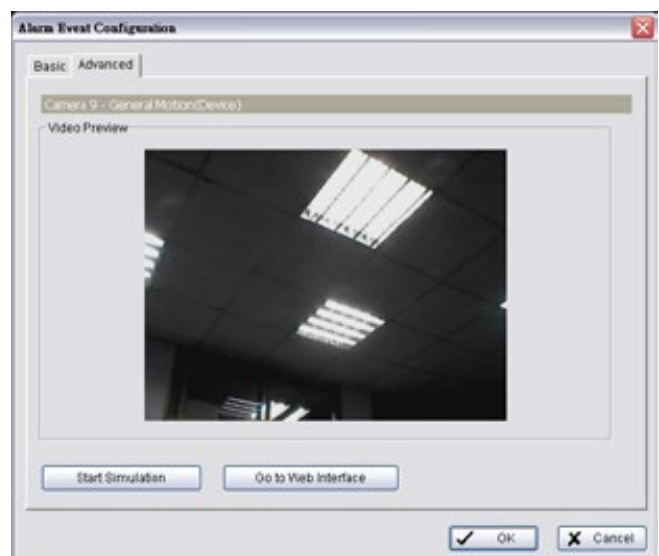 Alarm Event Configuration
Basic Advanced
Camera 9 - General Motion(Device)
Video Preview
Start Simulation Go to Web Interface
OK Cancel